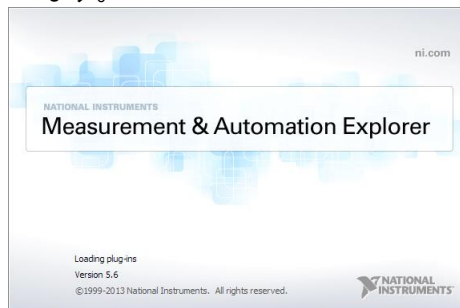 ni.com
NATIONAL INSTRUMENTS
Measurement & Automation Explorer
Loading plug-ins
Version 5.6
©1999-2013 National Instruments. All rights reserved.
NATIONAL
INSTRUMENTS